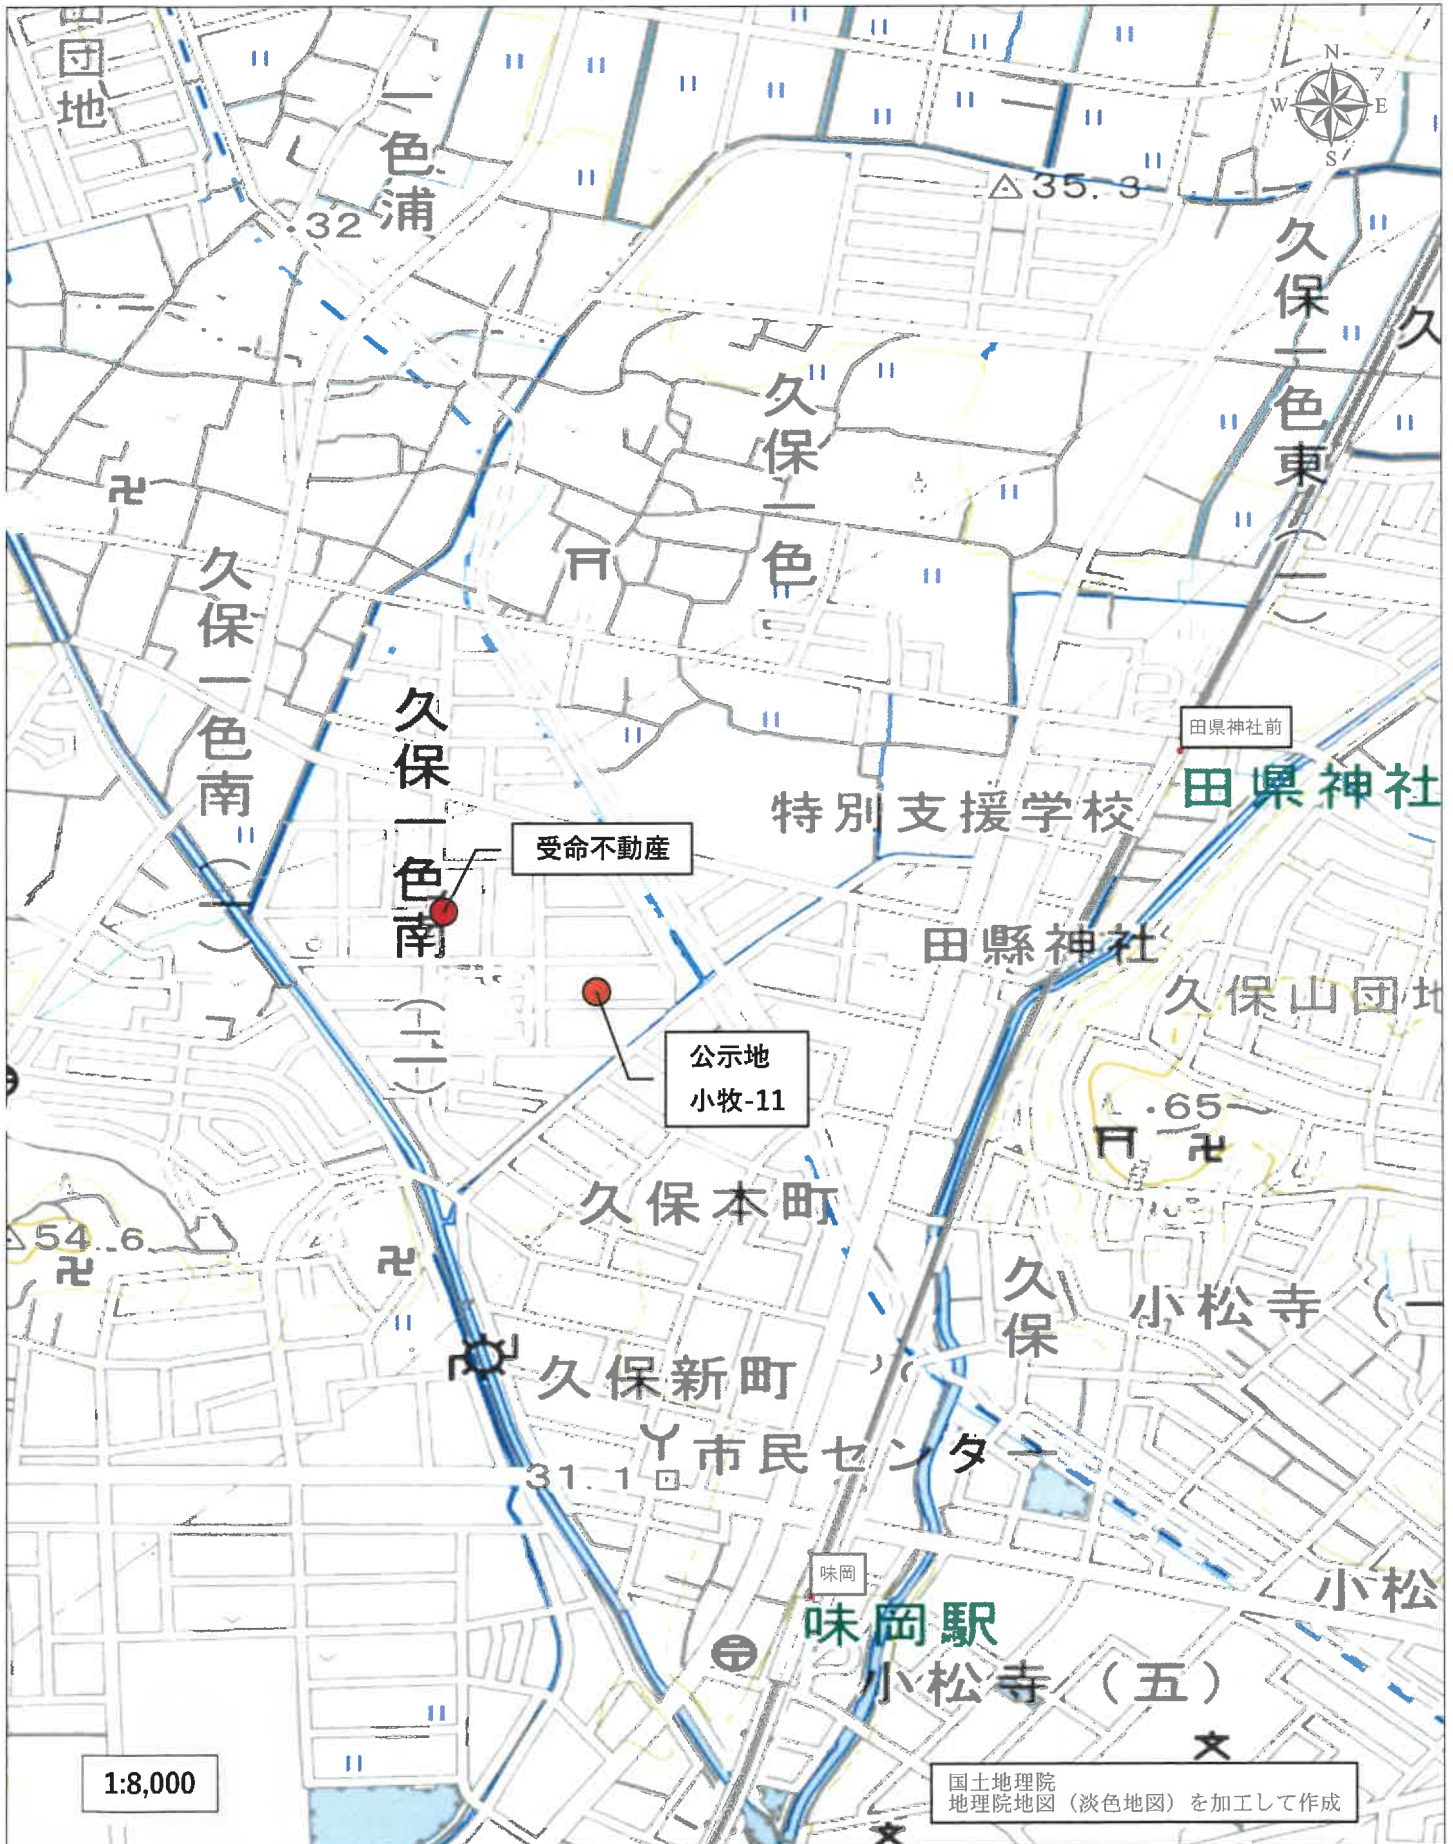 団地
一色浦
N
W
E
S
35.3
.32
久保一色東(一)
久
久保一色
久保一色南(一)
久保一色南(二)
田県神社前
田県神社
特別支援学校
受命不動産
田縣神社
久保山団地
公示地
小牧-11
.65
久保本町
54.6
久保
小松寺 (一
久保新町
市民センター
31.1
味岡
小松
味岡駅
小松寺(五)
1:8,000
国土地理院
地理院地図(淡色地図)を加工して作成